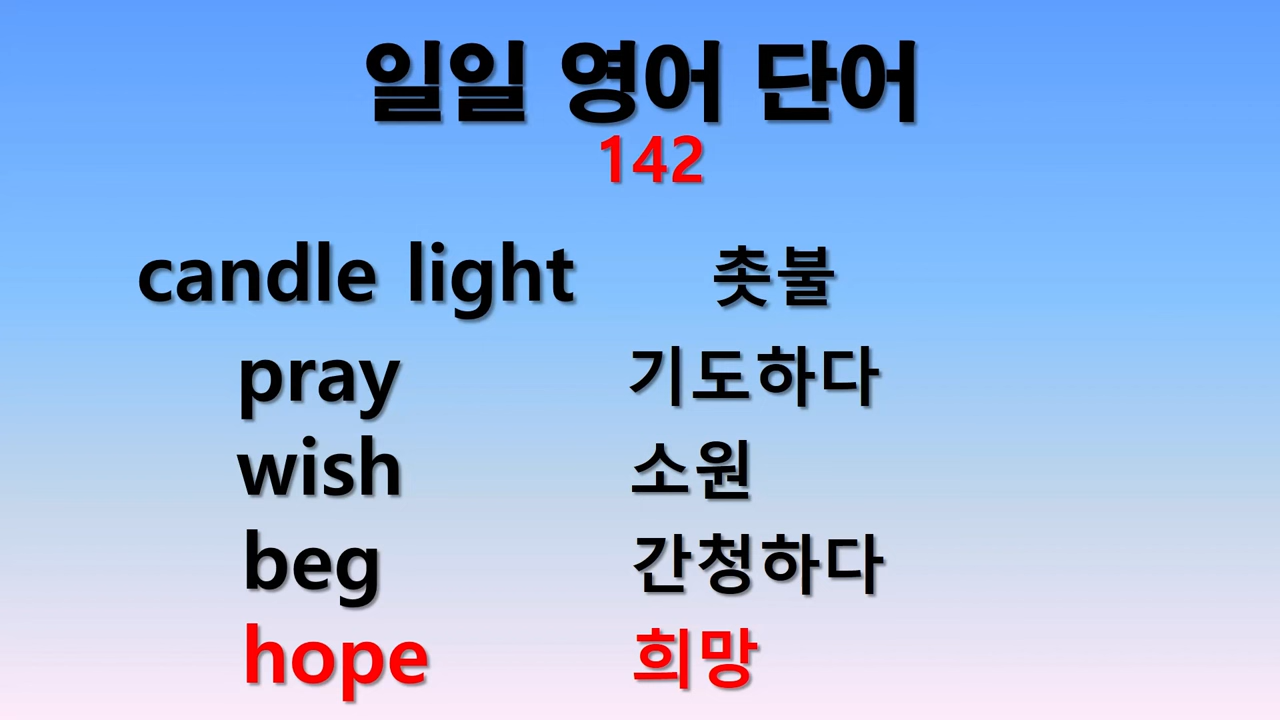 일일 영어 단어
142
candle light 촛불
pray 기도하다
wish 소원
beg 간청하다
hope 희망